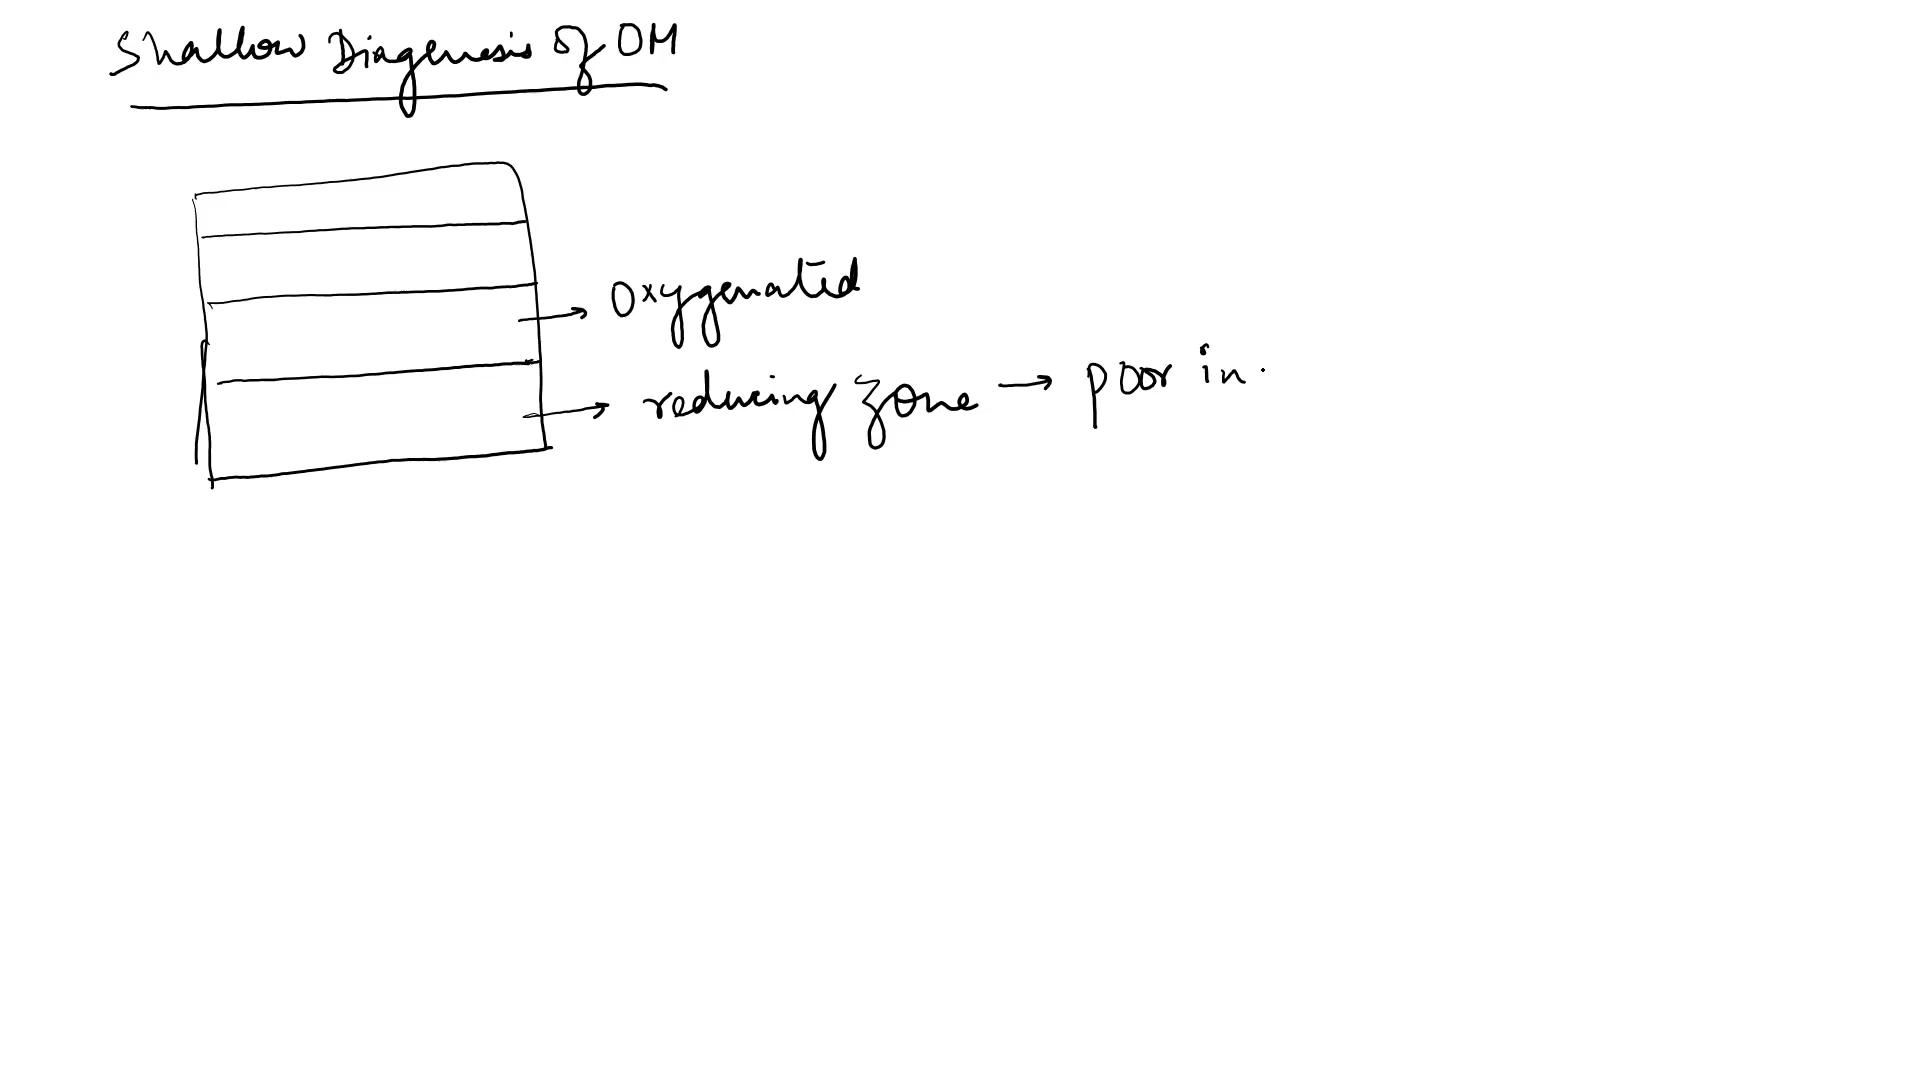 Shallow Diagenesis of OM
Oxygenated
reducing zone → poor in